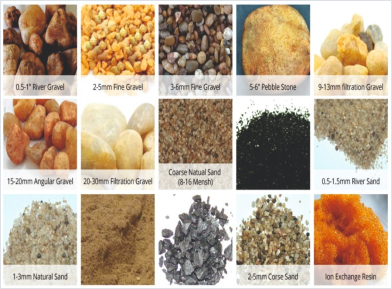 0.5-1" River Gravel
2-5mm Fine Gravel
3-6mm Fine Gravel
5-6" Pebble Stone
9-13mm filtration Gravel
15-20mm Angular Gravel
20-30mm Filtration Gravel
Coarse Natual Sand
(8-16 Mensh)
0.5-1.5mm River Sand
1-3mm Natural Sand
2-5mm Corse Sand
Ion Exchange Resin